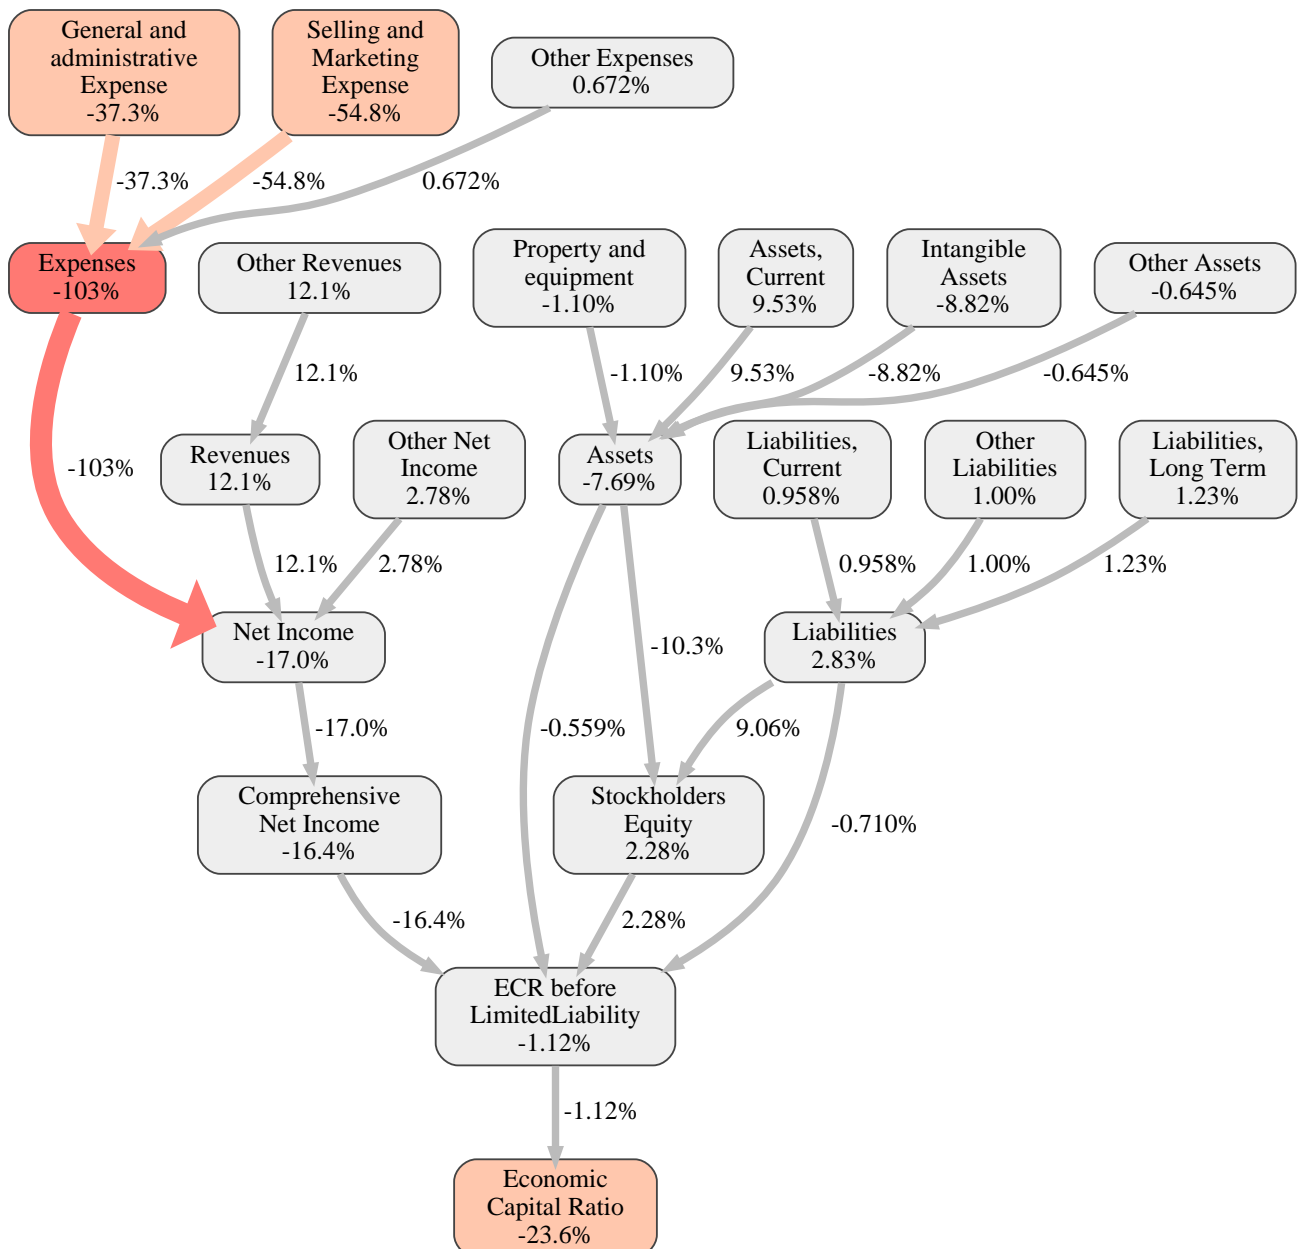 General and
administrative
Expense
-37.3%
Selling and
Marketing
Expense
-54.8%
Other Expenses
0.672%
-37.3%
-54.8%
0.672%
Expenses
-103%
Other Revenues
12.1%
Property and
equipment
-1.10%
Assets,
Current
9.53%
Intangible
Assets
-8.82%
Other Assets
-0.645%
12.1%
-1.10%
9.53%
-8.82%
-0.645%
-103%
Revenues
12.1%
Other Net
Income
2.78%
Assets
-7.69%
Liabilities,
Current
0.958%
Other
Liabilities
1.00%
Liabilities,
Long Term
1.23%
12.1%
2.78%
0.958%
1.00%
1.23%
Net Income
-17.0%
-10.3%
Liabilities
2.83%
-17.0%
-0.559%
9.06%
Comprehensive
Net Income
-16.4%
Stockholders
Equity
2.28%
-0.710%
-16.4%
2.28%
ECR before
LimitedLiability
-1.12%
-1.12%
Economic
Capital Ratio
-23.6%